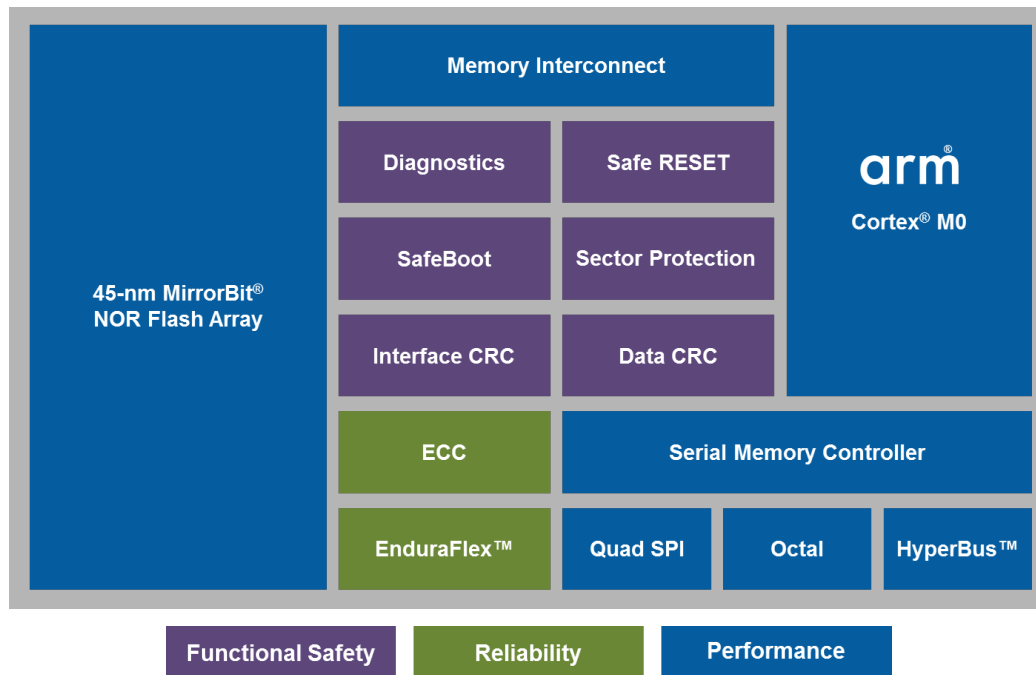 Memory Interconnect
arm®
Cortex® M0
Diagnostics
Safe RESET
SafeBoot
Sector Protection
45-nm MirrorBit®
NOR Flash Array
Interface CRC
Data CRC
ECC
Serial Memory Controller
EnduraFlex™
Quad SPI
Octal
HyperBus™
Functional Safety
Reliability
Performance